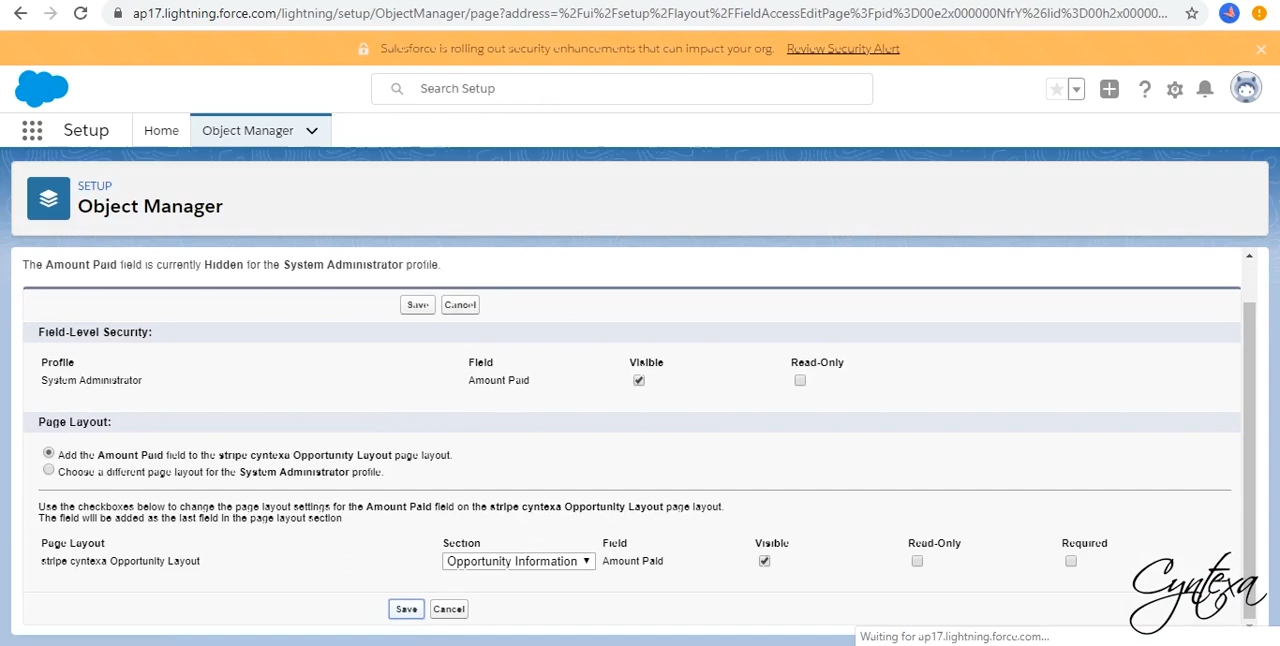 ap17.lightning.force.com/lightning/setup/ObjectManager/page?address=%2Fui%2Fsetup%2Flayout%2FFieldAccessEditPage%3Fpid%3D00e2x000000NfrY%26lid%3D00h2x00000...
Salesforce is rolling out security enhancements that can impact your org. Review Security Alert
Search Setup
Setup Home Object Manager
SETUP
Object Manager
The Amount Paid field is currently Hidden for the System Administrator profile.
Save Cancel
Field-Level Security:
Profile Field Visible Read-Only
System Administrator Amount Paid
Page Layout:
Add the Amount Paid field to the stripe cyntexa Opportunity Layout page layout.
Choose a different page layout for the System Administrator profile.
Use the checkboxes below to change the page layout settings for the Amount Paid field on the stripe cyntexa Opportunity Layout page layout.
The field will be added as the last field in the page layout section
Page Layout Section Field Visible Read-Only Required
stripe cyntexa Opportunity Layout Opportunity Information Amount Paid
Cyntexa
Save Cancel
Waiting for ap17.lightning.force.com...